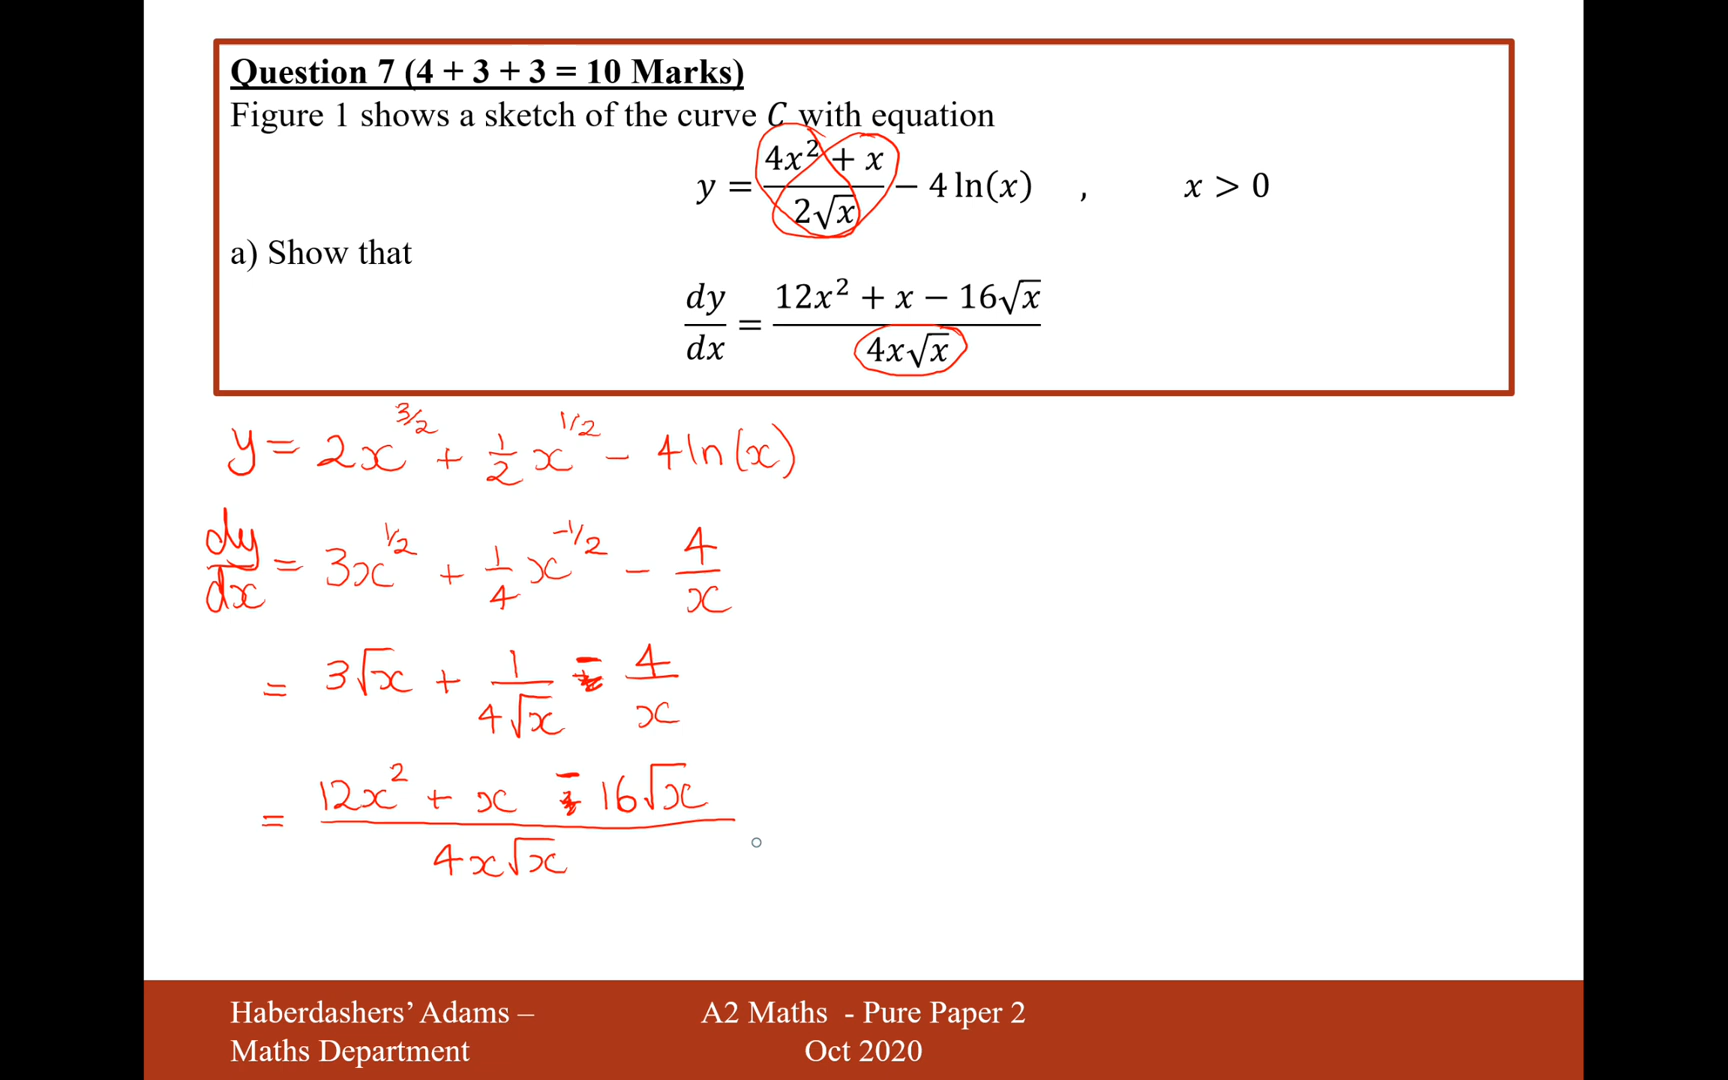 Question 7 (4 + 3 + 3 = 10 Marks)
Figure 1 shows a sketch of the curve C with equation
y = (4x² + x)/(2√x) − 4 ln(x) , x > 0
a) Show that
dy/dx = (12x² + x − 16√x)/(4x√x)
y = 2x^(3/2) + 1/2 x^(1/2) − 4ln(x)
dy/dx = 3x^(1/2) + 1/4 x^(-1/2) − 4/x
= 3√x + 1/(4√x) − 4/x
= (12x² + x − 16√x)/(4x√x)
Haberdashers’ Adams –
Maths Department
A2 Maths - Pure Paper 2
Oct 2020